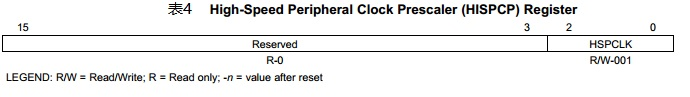 表4 High-Speed Peripheral Clock Prescaler (HISPCP) Register
15 3 2 0
Reserved HSPCLK
R-0 R/W-001
LEGEND: R/W = Read/Write; R = Read only; -n = value after reset